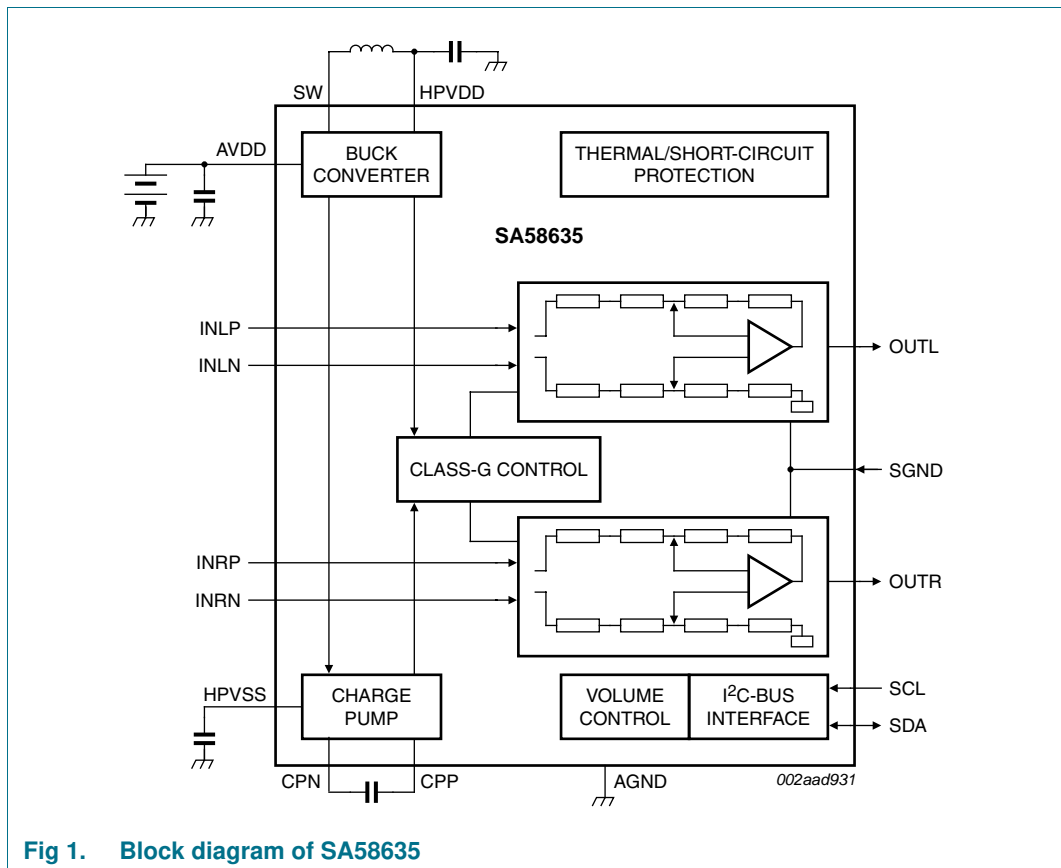 SW HPVDD
AVDD
BUCK
CONVERTER
THERMAL/SHORT-CIRCUIT
PROTECTION
SA58635
INLP
INLN
OUTL
CLASS-G CONTROL
SGND
INRP
INRN
OUTR
HPVSS
CHARGE
PUMP
VOLUME
CONTROL
I²C-BUS
INTERFACE
SCL
SDA
CPN CPP
AGND
002aad931
Fig 1. Block diagram of SA58635